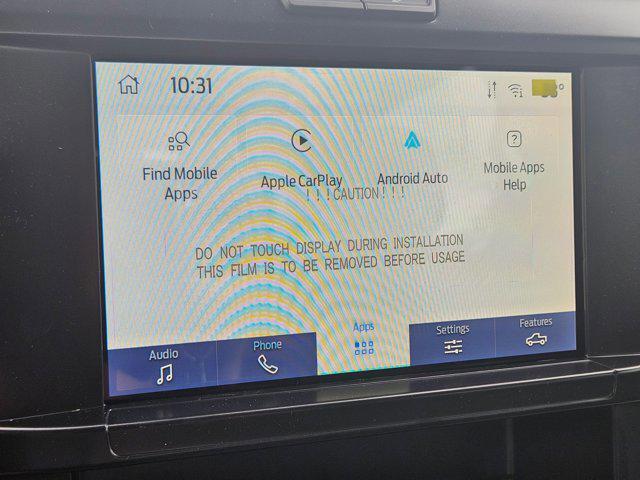 10:31
Find Mobile
Apps
Apple CarPlay
Android Auto
Mobile Apps
Help
! ! !CAUTION! ! !
DO NOT TOUCH DISPLAY DURING INSTALLATION
THIS FILM IS TO BE REMOVED BEFORE USAGE
Audio
Phone
Apps
Settings
Features